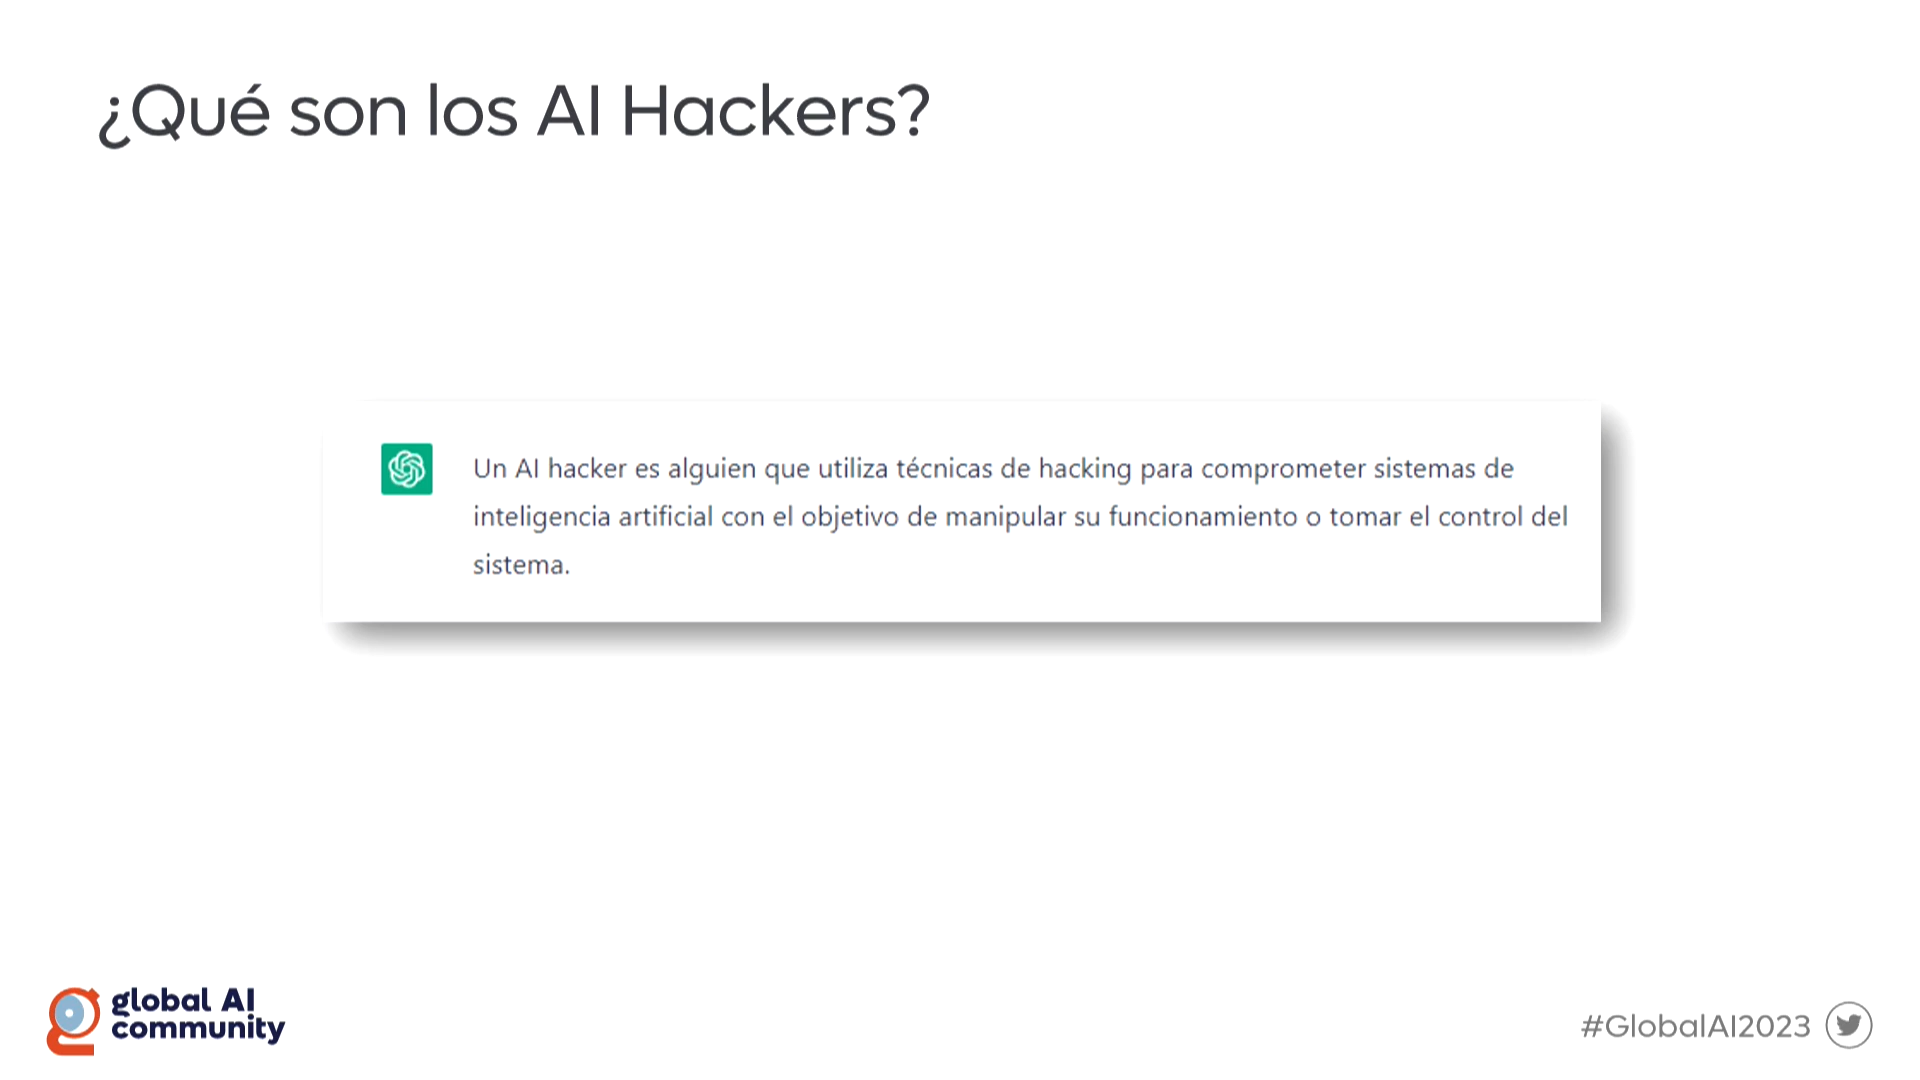 ¿Qué son los AI Hackers?
Un AI hacker es alguien que utiliza técnicas de hacking para comprometer sistemas de
inteligencia artificial con el objetivo de manipular su funcionamiento o tomar el control del
sistema.
global AI
community
#GlobalAI2023